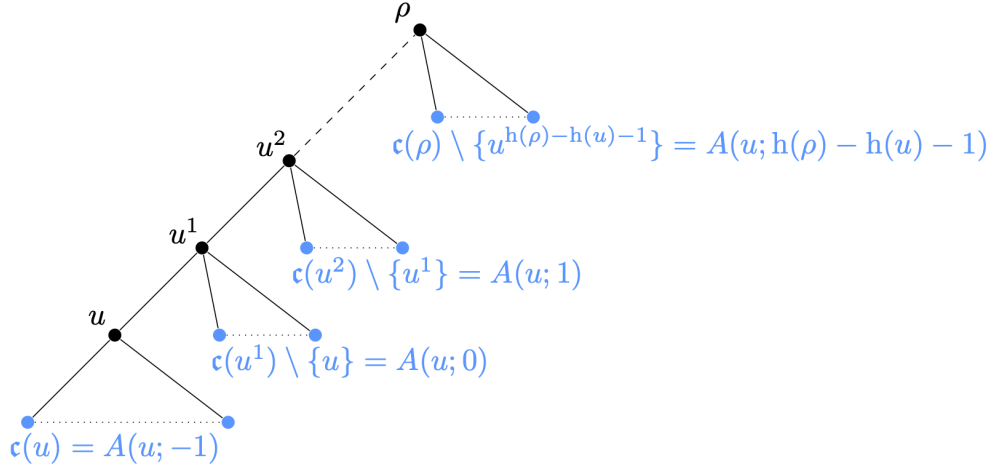 ρ
𝔠(ρ) \ {u^{h(ρ)−h(u)−1}} = A(u; h(ρ) − h(u) − 1)
u²
u¹
𝔠(u²) \ {u¹} = A(u; 1)
u
𝔠(u¹) \ {u} = A(u; 0)
𝔠(u) = A(u; −1)